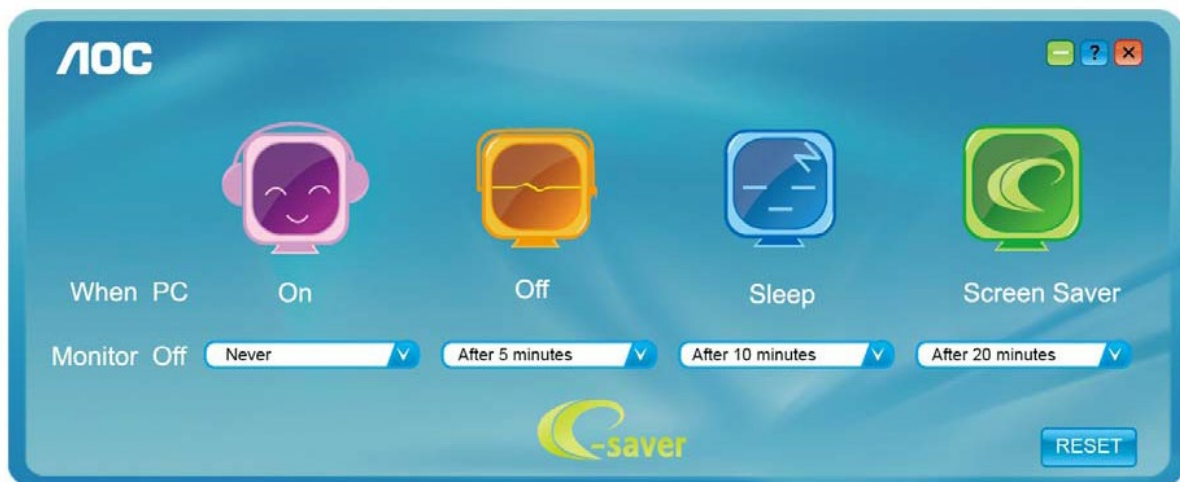 AOC
?
When PC On Off Sleep Screen Saver
Monitor Off Never After 5 minutes After 10 minutes After 20 minutes
e-saver
RESET